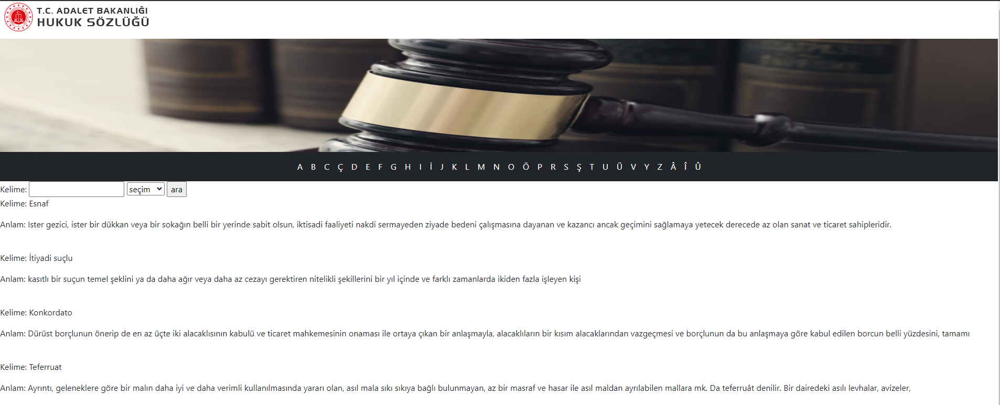 T.C. ADALET BAKANLIĞI
HUKUK SÖZLÜĞÜ
A B C Ç D E F G H I İ J K L M N O Ö P R S Ş T U Ü V Y Z Â Î Û
Kelime: seçim ara
Kelime: Esnaf
Anlam: Ister gezici, ister bir dükkan veya bir sokağın belli bir yerinde sabit olsun, iktisadi faaliyeti nakdi sermayeden ziyade bedeni çalışmasına dayanan ve kazancı ancak geçimini sağlamaya yetecek derecede az olan sanat ve ticaret sahipleridir.
Kelime: İtiyadi suçlu
Anlam: kasıtlı bir suçun temel şeklini ya da daha ağır veya daha az cezayı gerektiren nitelikli şekillerini bir yıl içinde ve farklı zamanlarda ikiden fazla işleyen kişi
Kelime: Konkordato
Anlam: Dürüst borçlunun önerip de en az üçte iki alacaklısının kabulü ve ticaret mahkemesinin onaması ile ortaya çıkan bir anlaşmayla, alacaklıların bir kısım alacaklarından vazgeçmesi ve borçlunun da bu anlaşmaya göre kabul edilen borcun belli yüzdesini, tamamı
Kelime: Teferruat
Anlam: Ayrıntı, geleneklere göre bir malın daha iyi ve daha verimli kullanılmasında yararı olan, asıl mala sıkı sıkıya bağlı bulunmayan, az bir masraf ve hasar ile asıl maldan ayrılabilen mallara mk. Da teferruât denilir. Bir dairedeki asılı levhalar, avizeler,